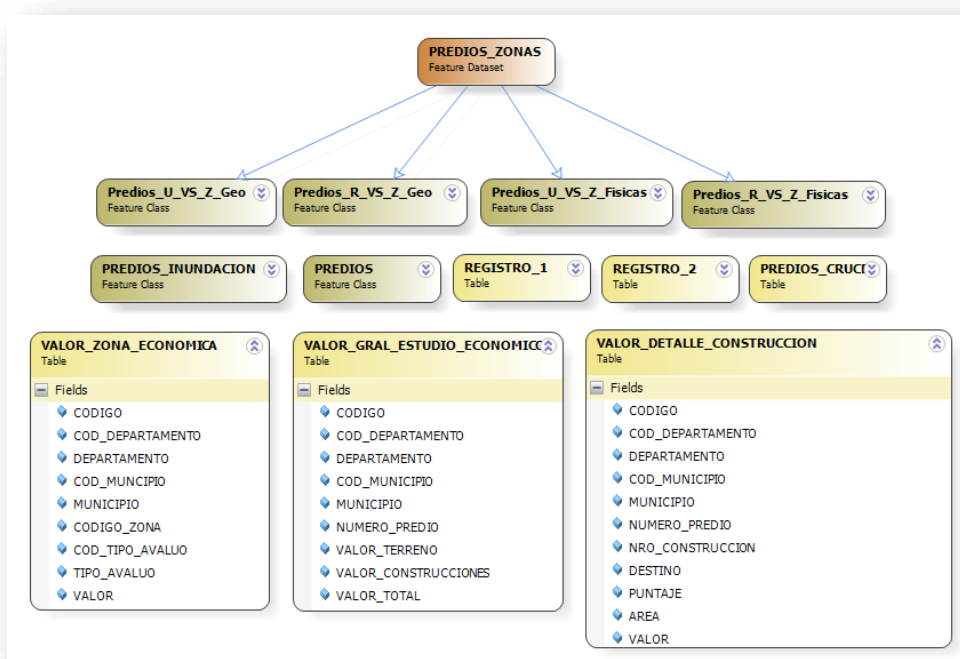 PREDIOS_ZONAS
Feature Dataset
Predios_U_VS_Z_Geo
Feature Class
Predios_R_VS_Z_Geo
Feature Class
Predios_U_VS_Z_Fisicas
Feature Class
Predios_R_VS_Z_Fisicas
Feature Class
PREDIOS_INUNDACION
Feature Class
PREDIOS
Feature Class
REGISTRO_1
Table
REGISTRO_2
Table
PREDIOS_CRUCE
Table
VALOR_ZONA_ECONOMICA
Table
Fields
CODIGO
COD_DEPARTAMENTO
DEPARTAMENTO
COD_MUNCIPIO
MUNICIPIO
CODIGO_ZONA
COD_TIPO_AVALUO
TIPO_AVALUO
VALOR
VALOR_GRAL_ESTUDIO_ECONOMICO
Table
Fields
CODIGO
COD_DEPARTAMENTO
DEPARTAMENTO
COD_MUNICIPIO
MUNICIPIO
NUMERO_PREDIO
VALOR_TERRENO
VALOR_CONSTRUCCIONES
VALOR_TOTAL
VALOR_DETALLE_CONSTRUCCION
Table
Fields
CODIGO
COD_DEPARTAMENTO
DEPARTAMENTO
COD_MUNICIPIO
MUNICIPIO
NUMERO_PREDIO
NRO_CONSTRUCCION
DESTINO
PUNTAJE
AREA
VALOR